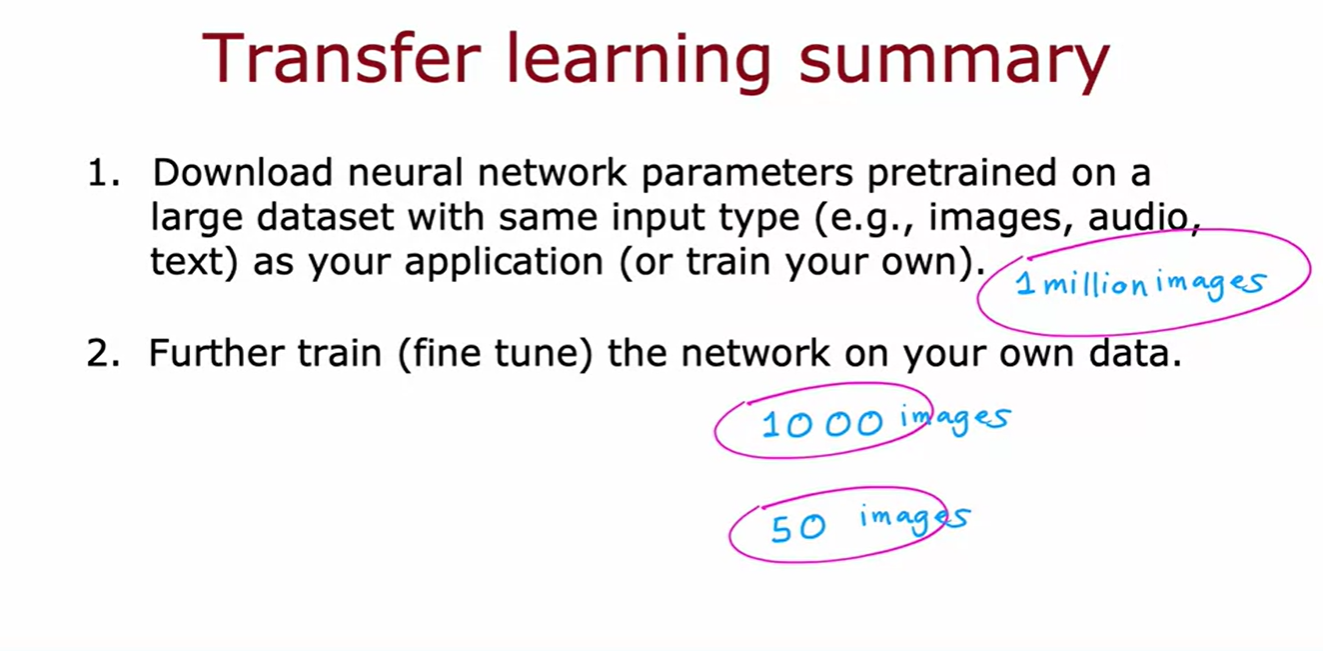 Transfer learning summary
1. Download neural network parameters pretrained on a
large dataset with same input type (e.g., images, audio,
text) as your application (or train your own).
1 million images
2. Further train (fine tune) the network on your own data.
1000 images
50 images